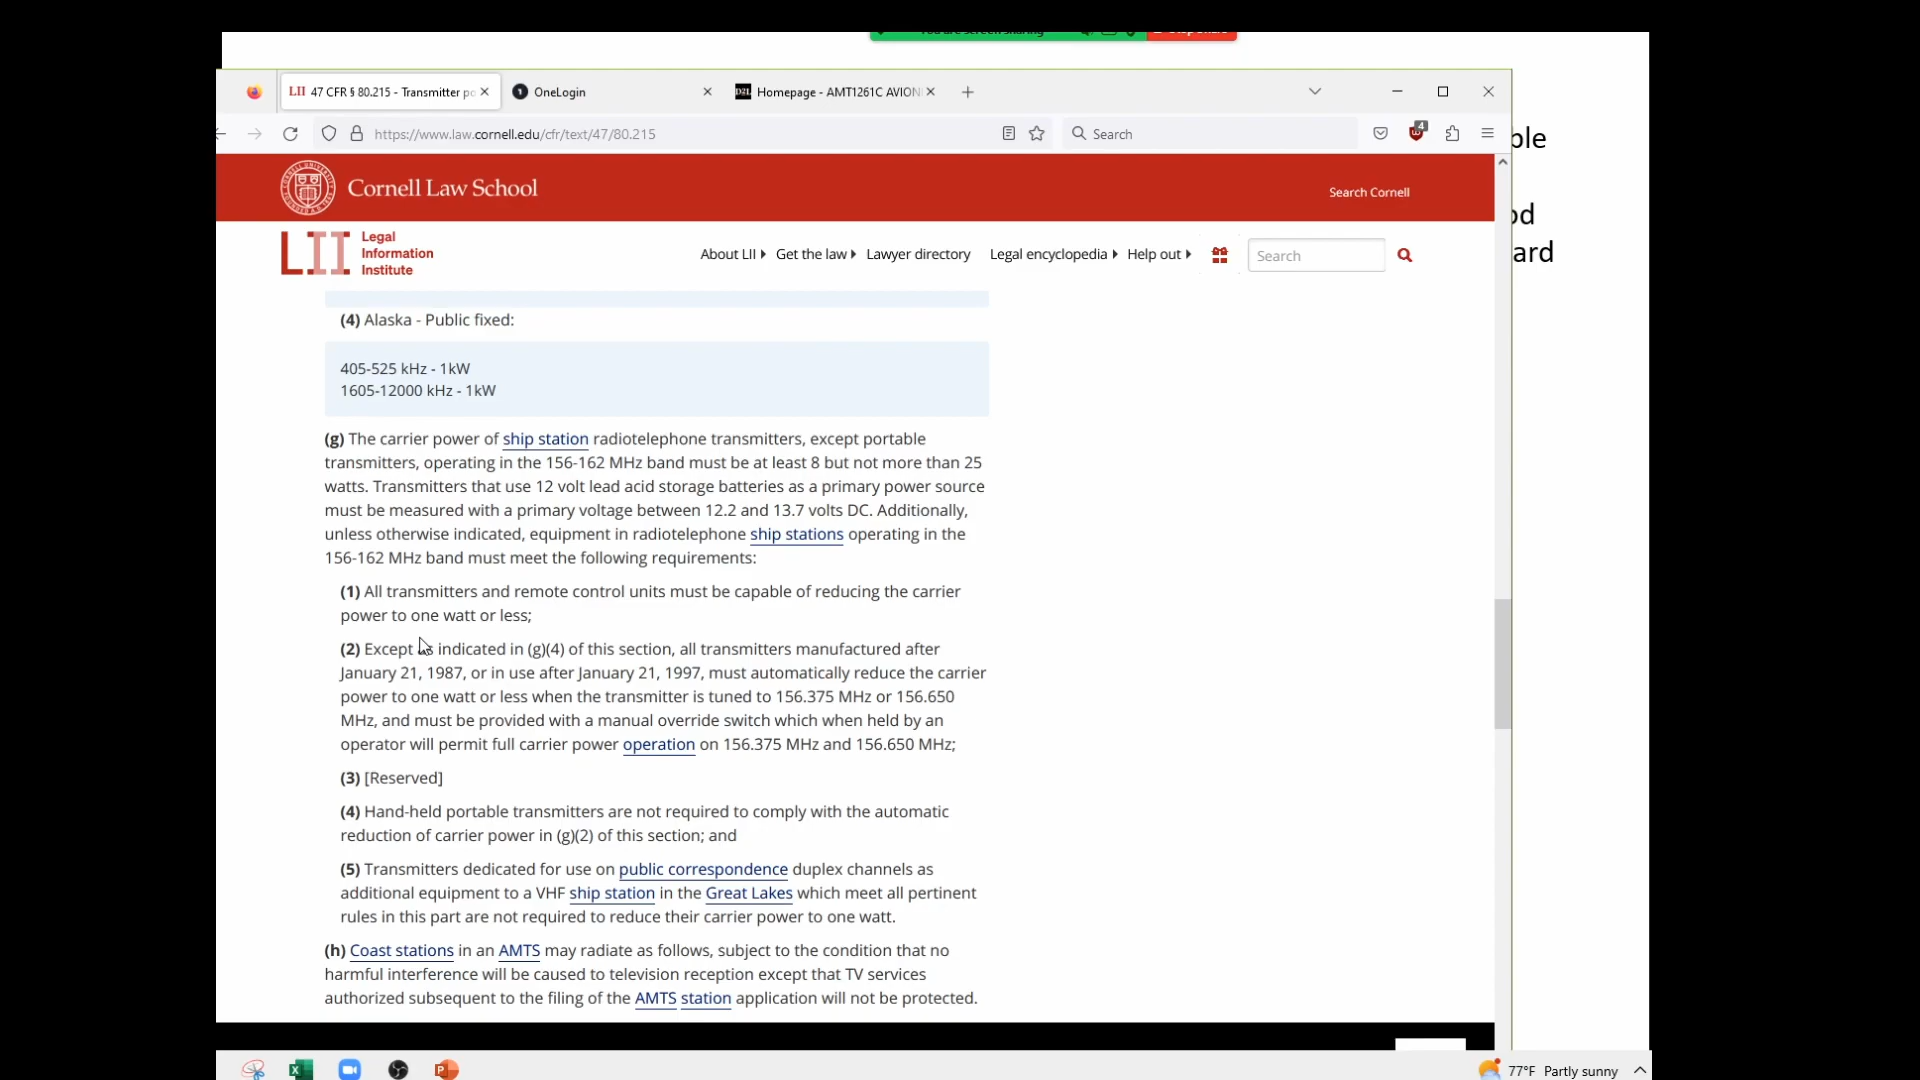 You are screen sharing
ble
od
ard
LII 47 CFR § 80.215 - Transmitter po
OneLogin
D2L Homepage - AMT1261C AVION
https://www.law.cornell.edu/cfr/text/47/80.215
Search
4
Cornell Law School
Search Cornell
LII Legal
Information
Institute
About LII
Get the law
Lawyer directory
Legal encyclopedia
Help out
Search
(4) Alaska - Public fixed:
405-525 kHz - 1kW
1605-12000 kHz - 1kW
(g) The carrier power of ship station radiotelephone transmitters, except portable
transmitters, operating in the 156-162 MHz band must be at least 8 but not more than 25
watts. Transmitters that use 12 volt lead acid storage batteries as a primary power source
must be measured with a primary voltage between 12.2 and 13.7 volts DC. Additionally,
unless otherwise indicated, equipment in radiotelephone ship stations operating in the
156-162 MHz band must meet the following requirements:
(1) All transmitters and remote control units must be capable of reducing the carrier
power to one watt or less;
(2) Except as indicated in (g)(4) of this section, all transmitters manufactured after
January 21, 1987, or in use after January 21, 1997, must automatically reduce the carrier
power to one watt or less when the transmitter is tuned to 156.375 MHz or 156.650
MHz, and must be provided with a manual override switch which when held by an
operator will permit full carrier power operation on 156.375 MHz and 156.650 MHz;
(3) [Reserved]
(4) Hand-held portable transmitters are not required to comply with the automatic
reduction of carrier power in (g)(2) of this section; and
(5) Transmitters dedicated for use on public correspondence duplex channels as
additional equipment to a VHF ship station in the Great Lakes which meet all pertinent
rules in this part are not required to reduce their carrier power to one watt.
(h) Coast stations in an AMTS may radiate as follows, subject to the condition that no
harmful interference will be caused to television reception except that TV services
authorized subsequent to the filing of the AMTS station application will not be protected.
77°F Partly sunny